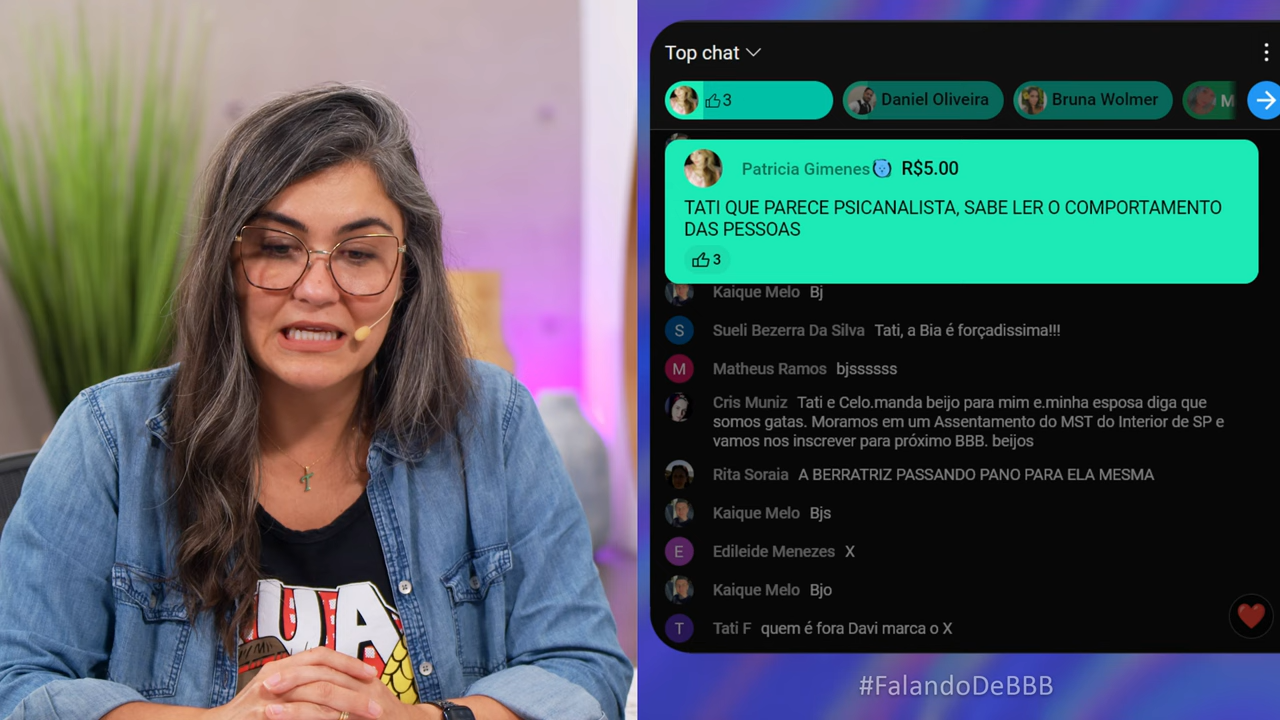 UA
Top chat
3
Daniel Oliveira
Bruna Wolmer
M
Patricia Gimenes R$5.00
TATI QUE PARECE PSICANALISTA, SABE LER O COMPORTAMENTO
DAS PESSOAS
3
Kaique Melo Bj
S Sueli Bezerra Da Silva Tati, a Bia é forçadissima!!!
M Matheus Ramos bjssssss
Cris Muniz Tati e Celo.manda beijo para mim e.minha esposa diga que
somos gatas. Moramos em um Assentamento do MST do Interior de SP e
vamos nos inscrever para próximo BBB. beijos
Rita Soraia A BERRATRIZ PASSANDO PANO PARA ELA MESMA
Kaique Melo Bjs
E Edileide Menezes X
Kaique Melo Bjo
T Tati F quem é fora Davi marca o X
#FalandoDeBBB